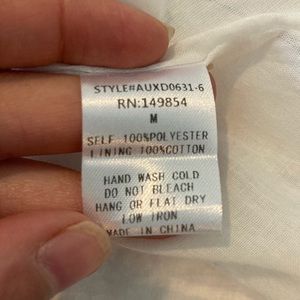 STYLE#AUXD0631-6
RN:149854
M
SELF 100%POLYESTER
LINING 100%COTTON
HAND WASH COLD
DO NOT BLEACH
HANG OR FLAT DRY
LOW IRON
MADE IN CHINA